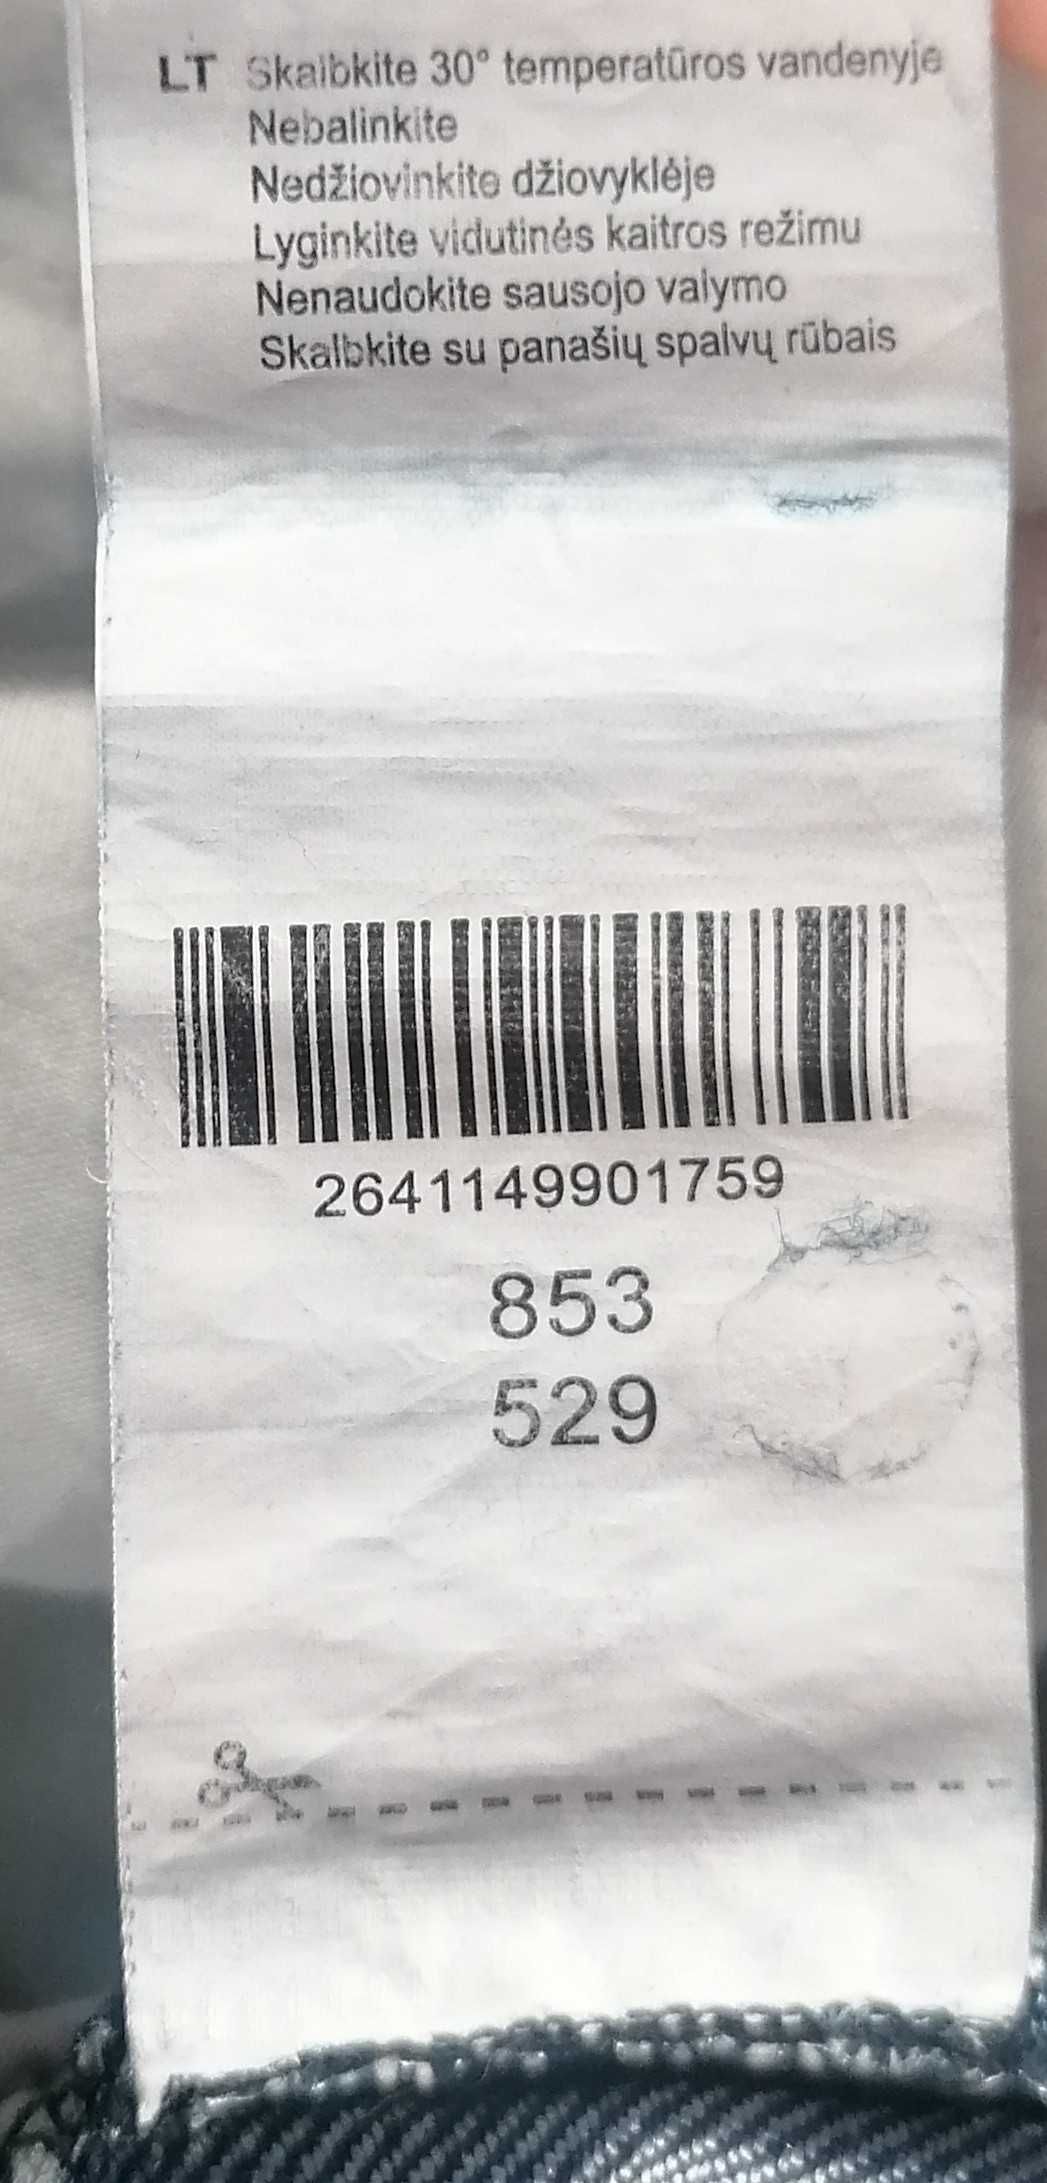 LT Skalbkite 30° temperatūros vandenyje
Nebalinkite
Nedžiovinkite džiovyklėje
Lyginkite vidutinės kaitros režimu
Nenaudokite sausojo valymo
Skalbkite su panašių spalvų rūbais
2641149901759
853
529